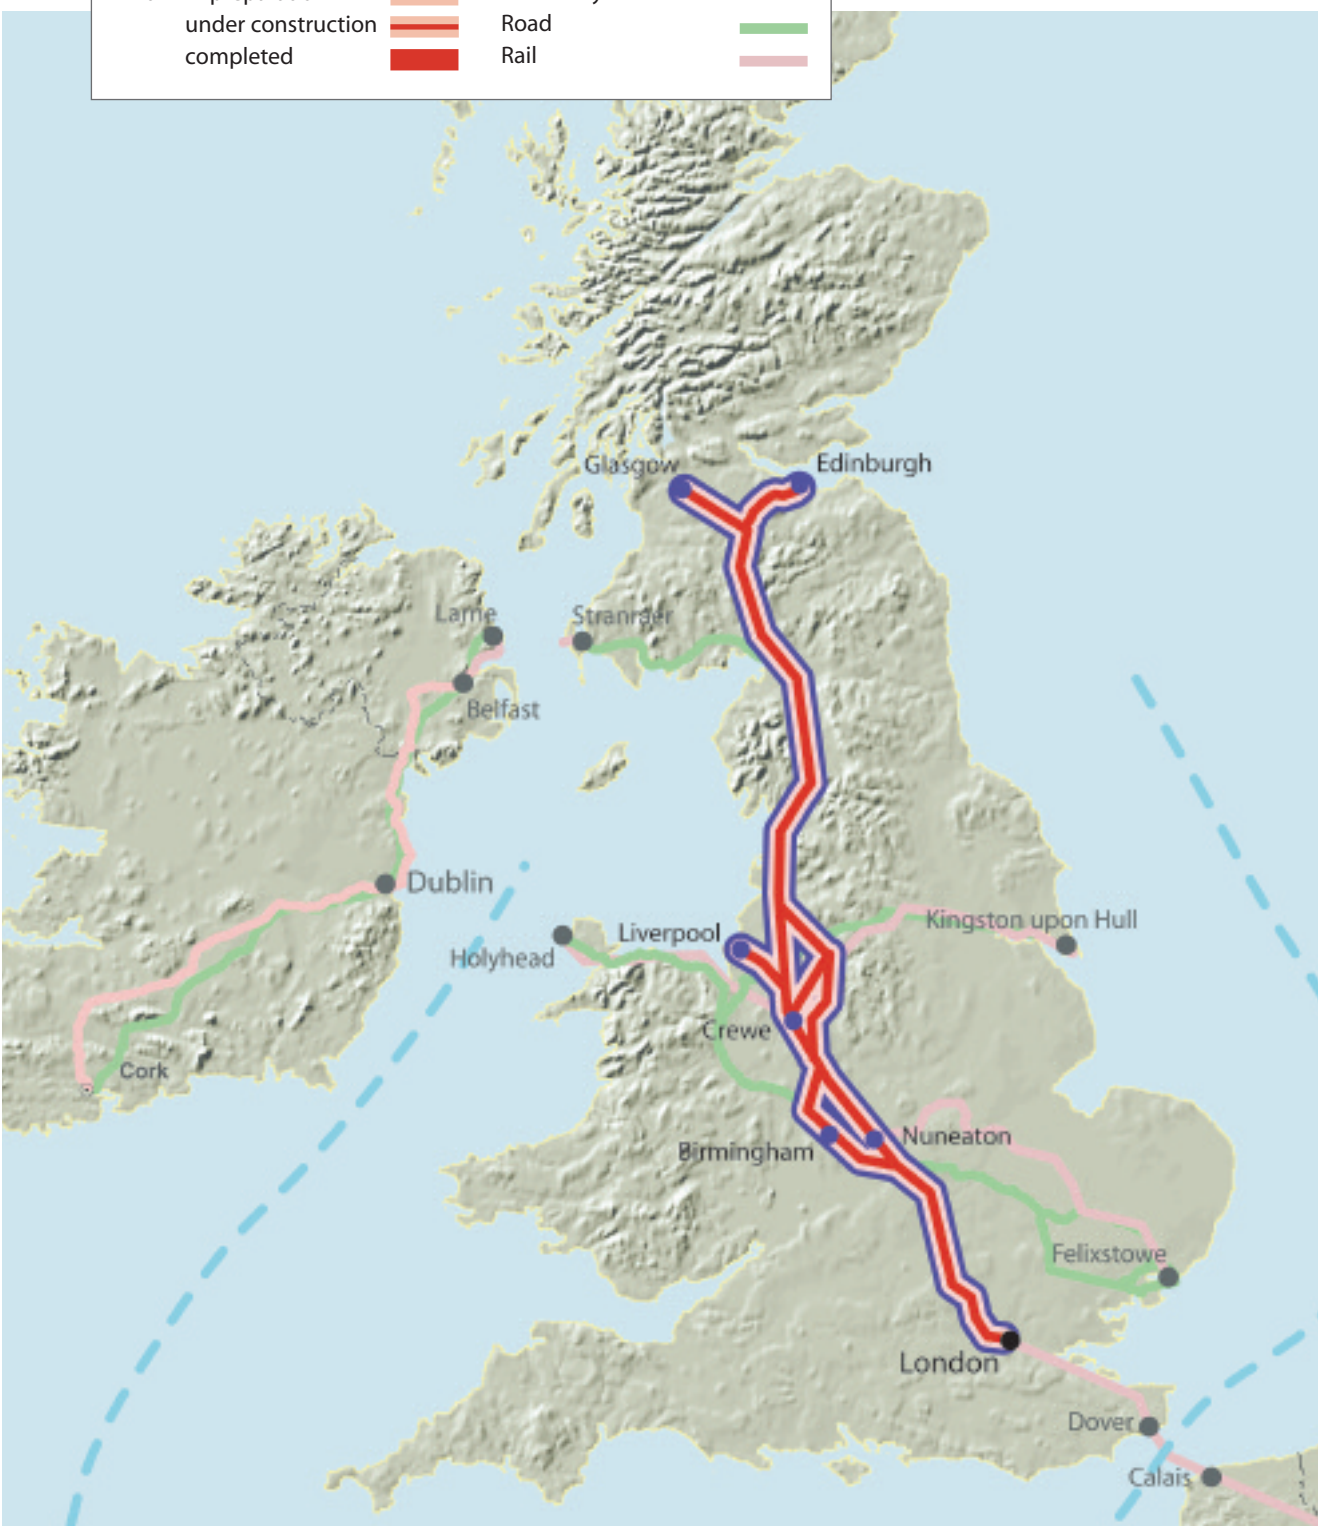 under construction
Road
completed
Rail
Glasgow
Edinburgh
Larne
Stranraer
Belfast
Dublin
Kingston upon Hull
Liverpool
Holyhead
Crewe
Cork
Nuneaton
Birmingham
Felixstowe
London
Dover
Calais